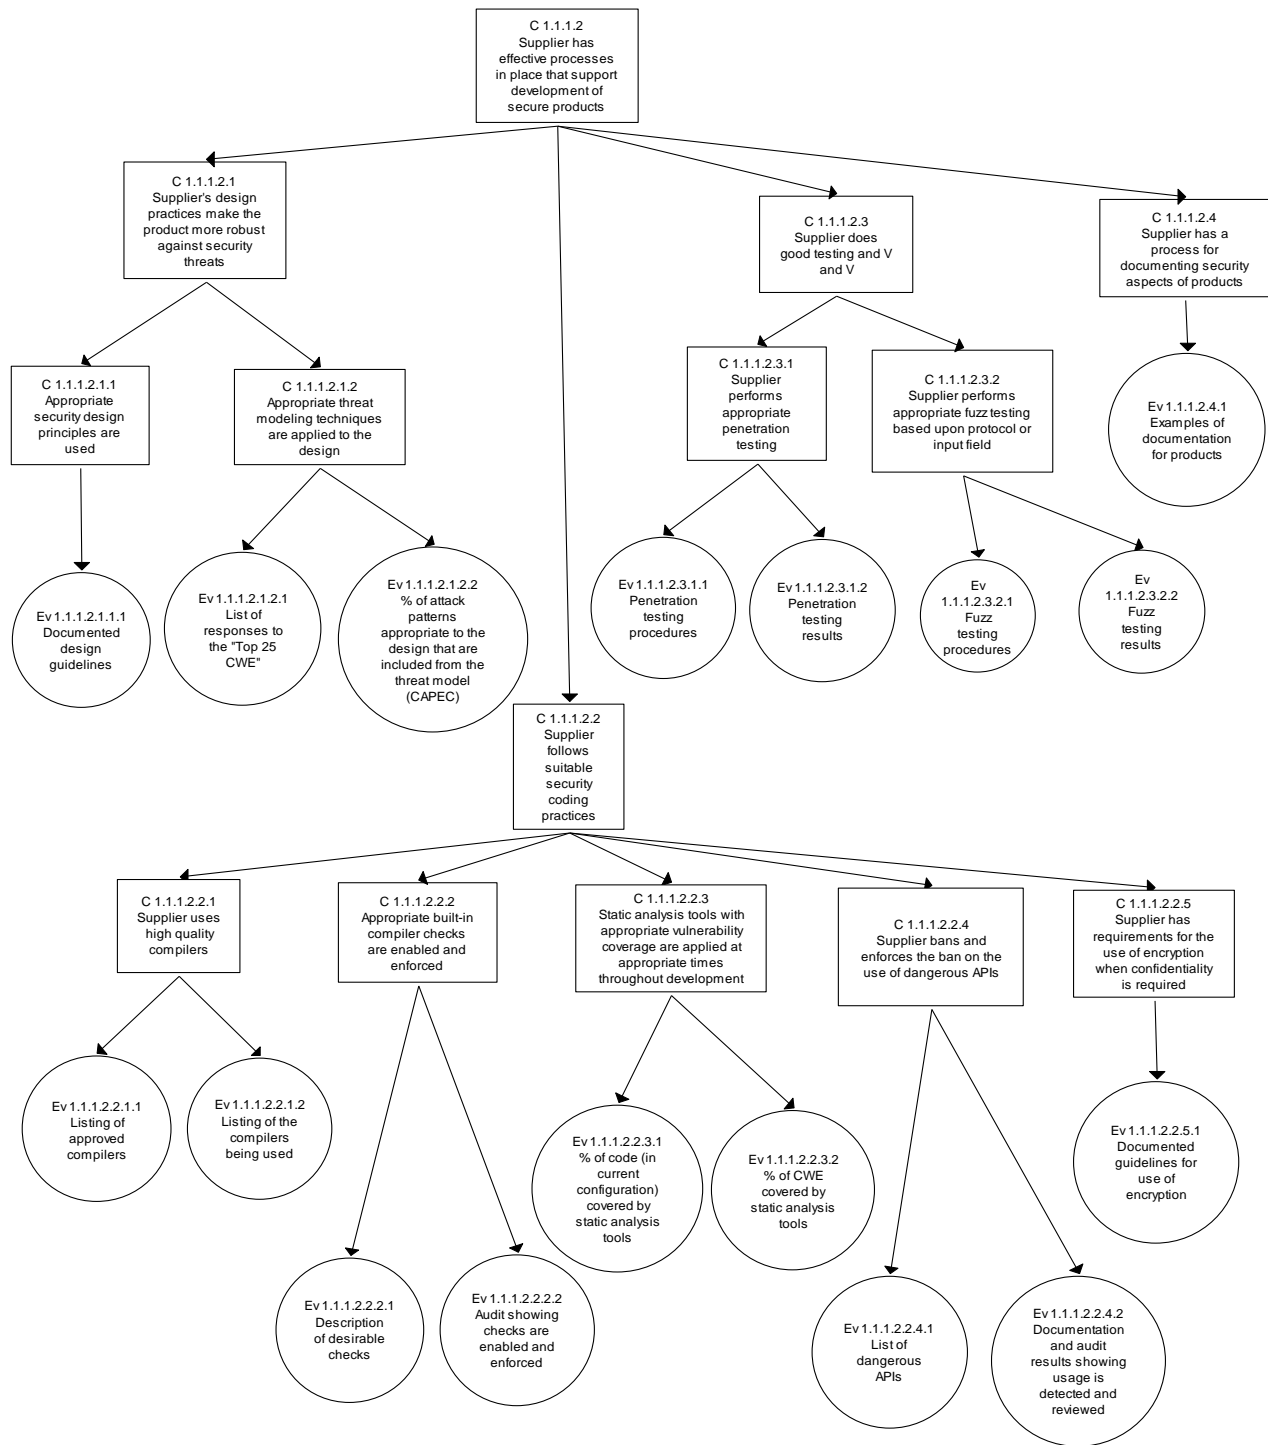 C 1.1.1.2
Supplier has
effective processes
in place that support
development of
secure products
C 1.1.1.2.1
Supplier's design
practices make the
product more robust
against security
threats
C 1.1.1.2.3
Supplier does
good testing and V
and V
C 1.1.1.2.4
Supplier has a
process for
documenting security
aspects of products
C 1.1.1.2.1.1
Appropriate
security design
principles are
used
C 1.1.1.2.1.2
Appropriate threat
modeling techniques
are applied to the
design
C 1.1.1.2.3.1
Supplier
performs
appropriate
penetration
testing
C 1.1.1.2.3.2
Supplier performs
appropriate fuzz testing
based upon protocol or
input field
Ev 1.1.1.2.4.1
Examples of
documentation
for products
Ev 1.1.1.2.1.1.1
Documented
design
guidelines
Ev 1.1.1.2.1.2.1
List of
responses to
the "Top 25
CWE"
Ev 1.1.1.2.1.2.2
% of attack
patterns
appropriate to the
design that are
included from the
threat model
(CAPEC)
Ev 1.1.1.2.3.1.1
Penetration
testing
procedures
Ev 1.1.1.2.3.1.2
Penetration
testing
results
Ev
1.1.1.2.3.2.1
Fuzz
testing
procedures
Ev
1.1.1.2.3.2.2
Fuzz
testing
results
C 1.1.1.2.2
Supplier
follows
suitable
security
coding
practices
C 1.1.1.2.2.1
Supplier uses
high quality
compilers
C 1.1.1.2.2.2
Appropriate built-in
compiler checks
are enabled and
enforced
C 1.1.1.2.2.3
Static analysis tools with
appropriate vulnerability
coverage are applied at
appropriate times
throughout development
C 1.1.1.2.2.4
Supplier bans and
enforces the ban on the
use of dangerous APIs
C 1.1.1.2.2.5
Supplier has
requirements for the
use of encryption
when confidentiality
is required
Ev 1.1.1.2.2.1.1
Listing of
approved
compilers
Ev 1.1.1.2.2.1.2
Listing of the
compilers
being used
Ev 1.1.1.2.2.3.1
% of code (in
current
configuration)
covered by
static analysis
tools
Ev 1.1.1.2.2.3.2
% of CWE
covered by
static analysis
tools
Ev 1.1.1.2.2.5.1
Documented
guidelines for
use of
encryption
Ev 1.1.1.2.2.2.1
Description
of desirable
checks
Ev 1.1.1.2.2.2.2
Audit showing
checks are
enabled and
enforced
Ev 1.1.1.2.2.4.1
List of
dangerous
APIs
Ev 1.1.1.2.2.4.2
Documentation
and audit
results showing
usage is
detected and
reviewed